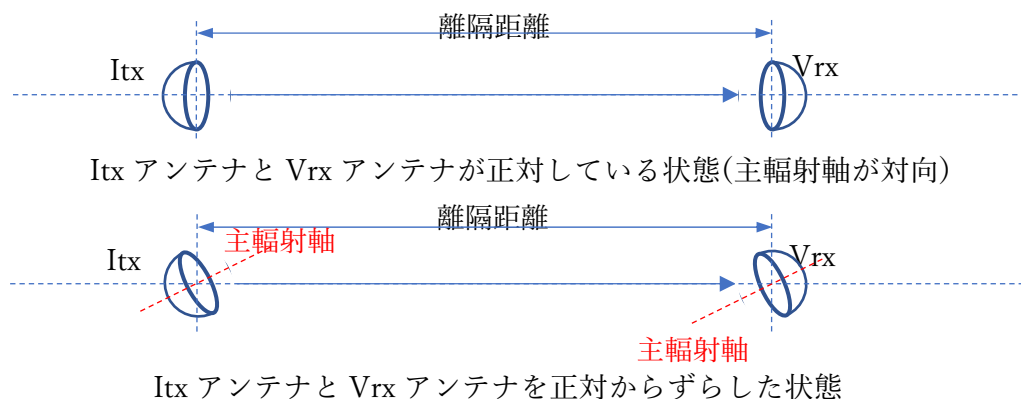 離隔距離
Itx
Vrx
Itx アンテナと Vrx アンテナが正対している状態(主輻射軸が対向)
離隔距離
主輻射軸
Itx
Vrx
主輻射軸
Itx アンテナと Vrx アンテナを正対からずらした状態